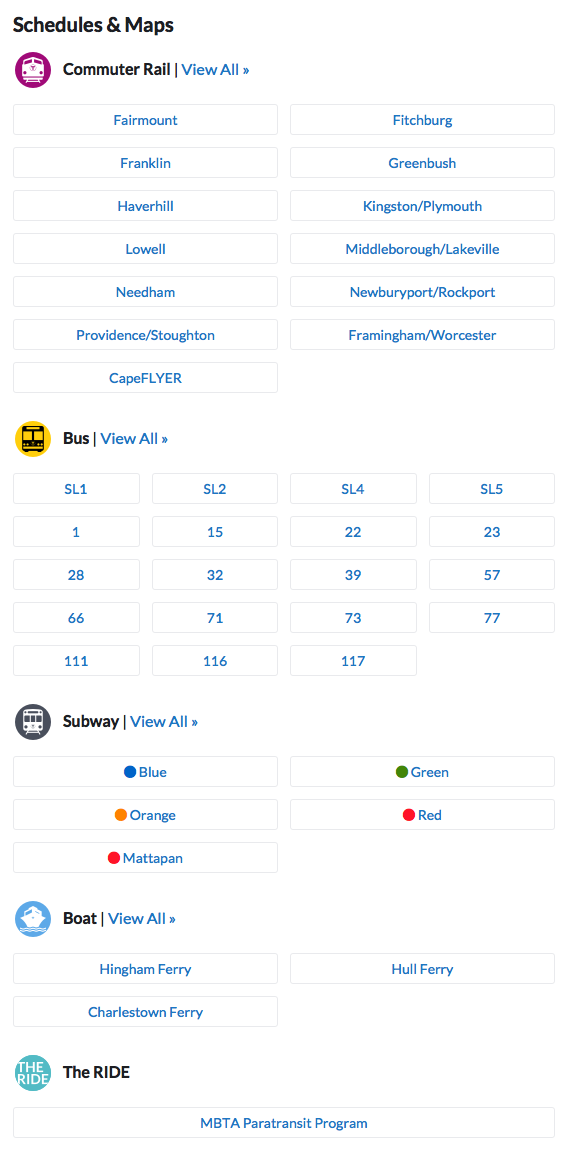 Schedules & Maps
Commuter Rail | View All »
Fairmount Fitchburg
Franklin Greenbush
Haverhill Kingston/Plymouth
Lowell Middleborough/Lakeville
Needham Newburyport/Rockport
Providence/Stoughton Framingham/Worcester
CapeFLYER
Bus | View All »
SL1 SL2 SL4 SL5
1 15 22 23
28 32 39 57
66 71 73 77
111 116 117
Subway | View All »
Blue Green
Orange Red
Mattapan
Boat | View All »
Hingham Ferry Hull Ferry
Charlestown Ferry
THE
RIDE
The RIDE
MBTA Paratransit Program